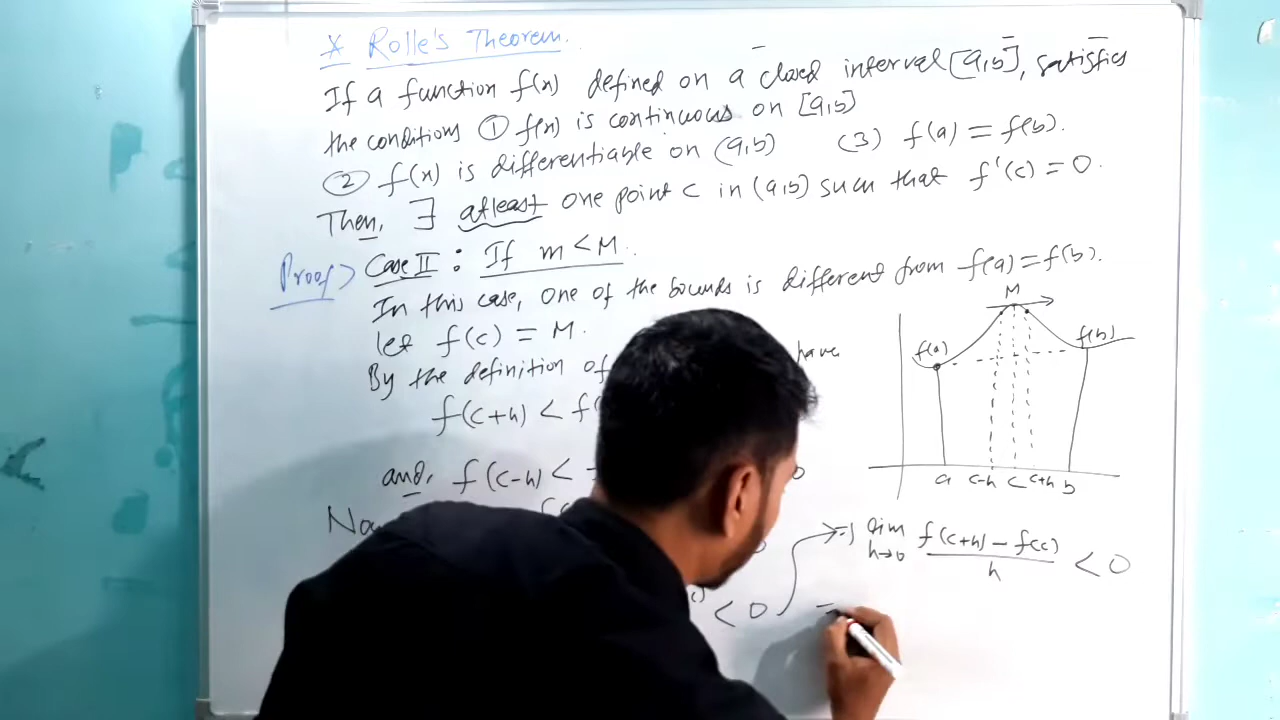 * Rolle's Theorem.
If a function f(x) defined on a closed interval [a,b], satisfies
the conditions ① f(x) is continuous on [a,b]
② f(x) is differentiable on (a,b) (3) f(a) = f(b).
Then, ∃ atleast one point c in (a,b) such that f'(c) = 0.
Proof> Case II : If m < M.
In this case, one of the bounds is different from f(a) = f(b).
let f(c) = M.
By the definition of have
f(c+h) < f(
and, f(c-h) <
M
f(a) f(b)
a c-h c c+h b
lim h→0 f(c+h) - f(c) / h < 0
< 0